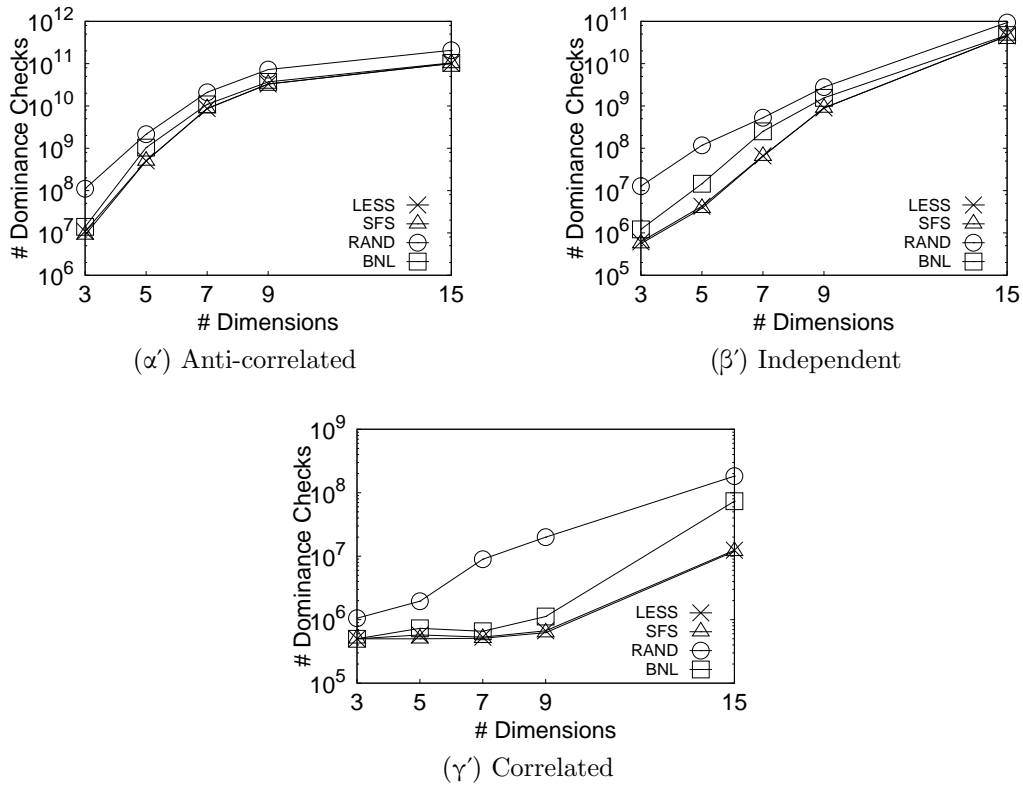 10^12
10^11
10^10
10^9
10^8
10^7
10^6
# Dominance Checks
LESS
SFS
RAND
BNL
3 5 7 9 15
# Dimensions
(α′) Anti-correlated
10^11
10^10
10^9
10^8
10^7
10^6
10^5
# Dominance Checks
LESS
SFS
RAND
BNL
3 5 7 9 15
# Dimensions
(β′) Independent
10^9
10^8
10^7
10^6
10^5
# Dominance Checks
LESS
SFS
RAND
BNL
3 5 7 9 15
# Dimensions
(γ′) Correlated